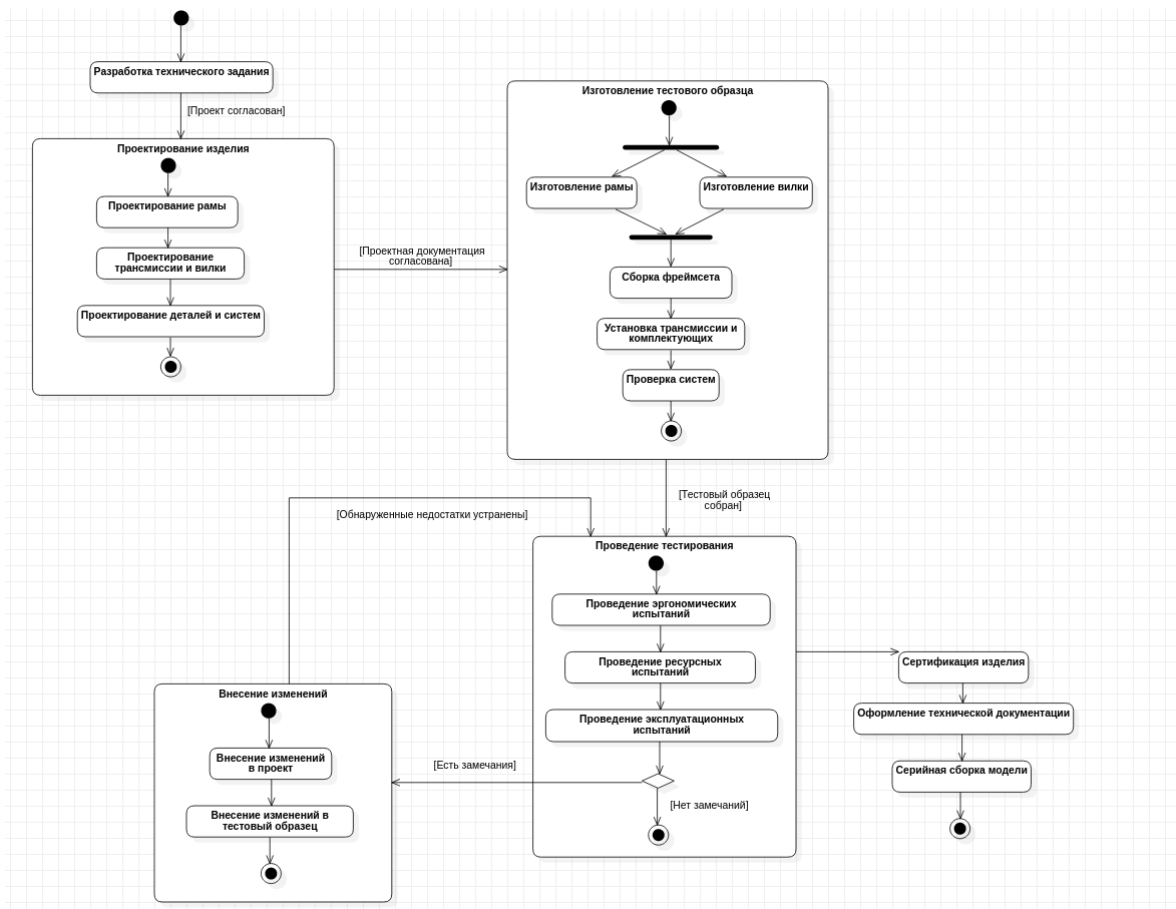 Разработка технического задания
[Проект согласован]
Проектирование изделия
Проектирование рамы
Проектирование
трансмиссии и вилки
Проектирование деталей и систем
[Проектная документация
согласована]
Изготовление тестового образца
Изготовление рамы
Изготовление вилки
Сборка фреймсета
Установка трансмиссии и
комплектующих
Проверка систем
[Тестовый образец
собран]
[Обнаруженные недостатки устранены]
Проведение тестирования
Проведение эргономических
испытаний
Проведение ресурсных
испытаний
Проведение эксплуатационных
испытаний
[Есть замечания]
[Нет замечаний]
Внесение изменений
Внесение изменений
в проект
Внесение изменений в
тестовый образец
Сертификация изделия
Оформление технической документации
Серийная сборка модели